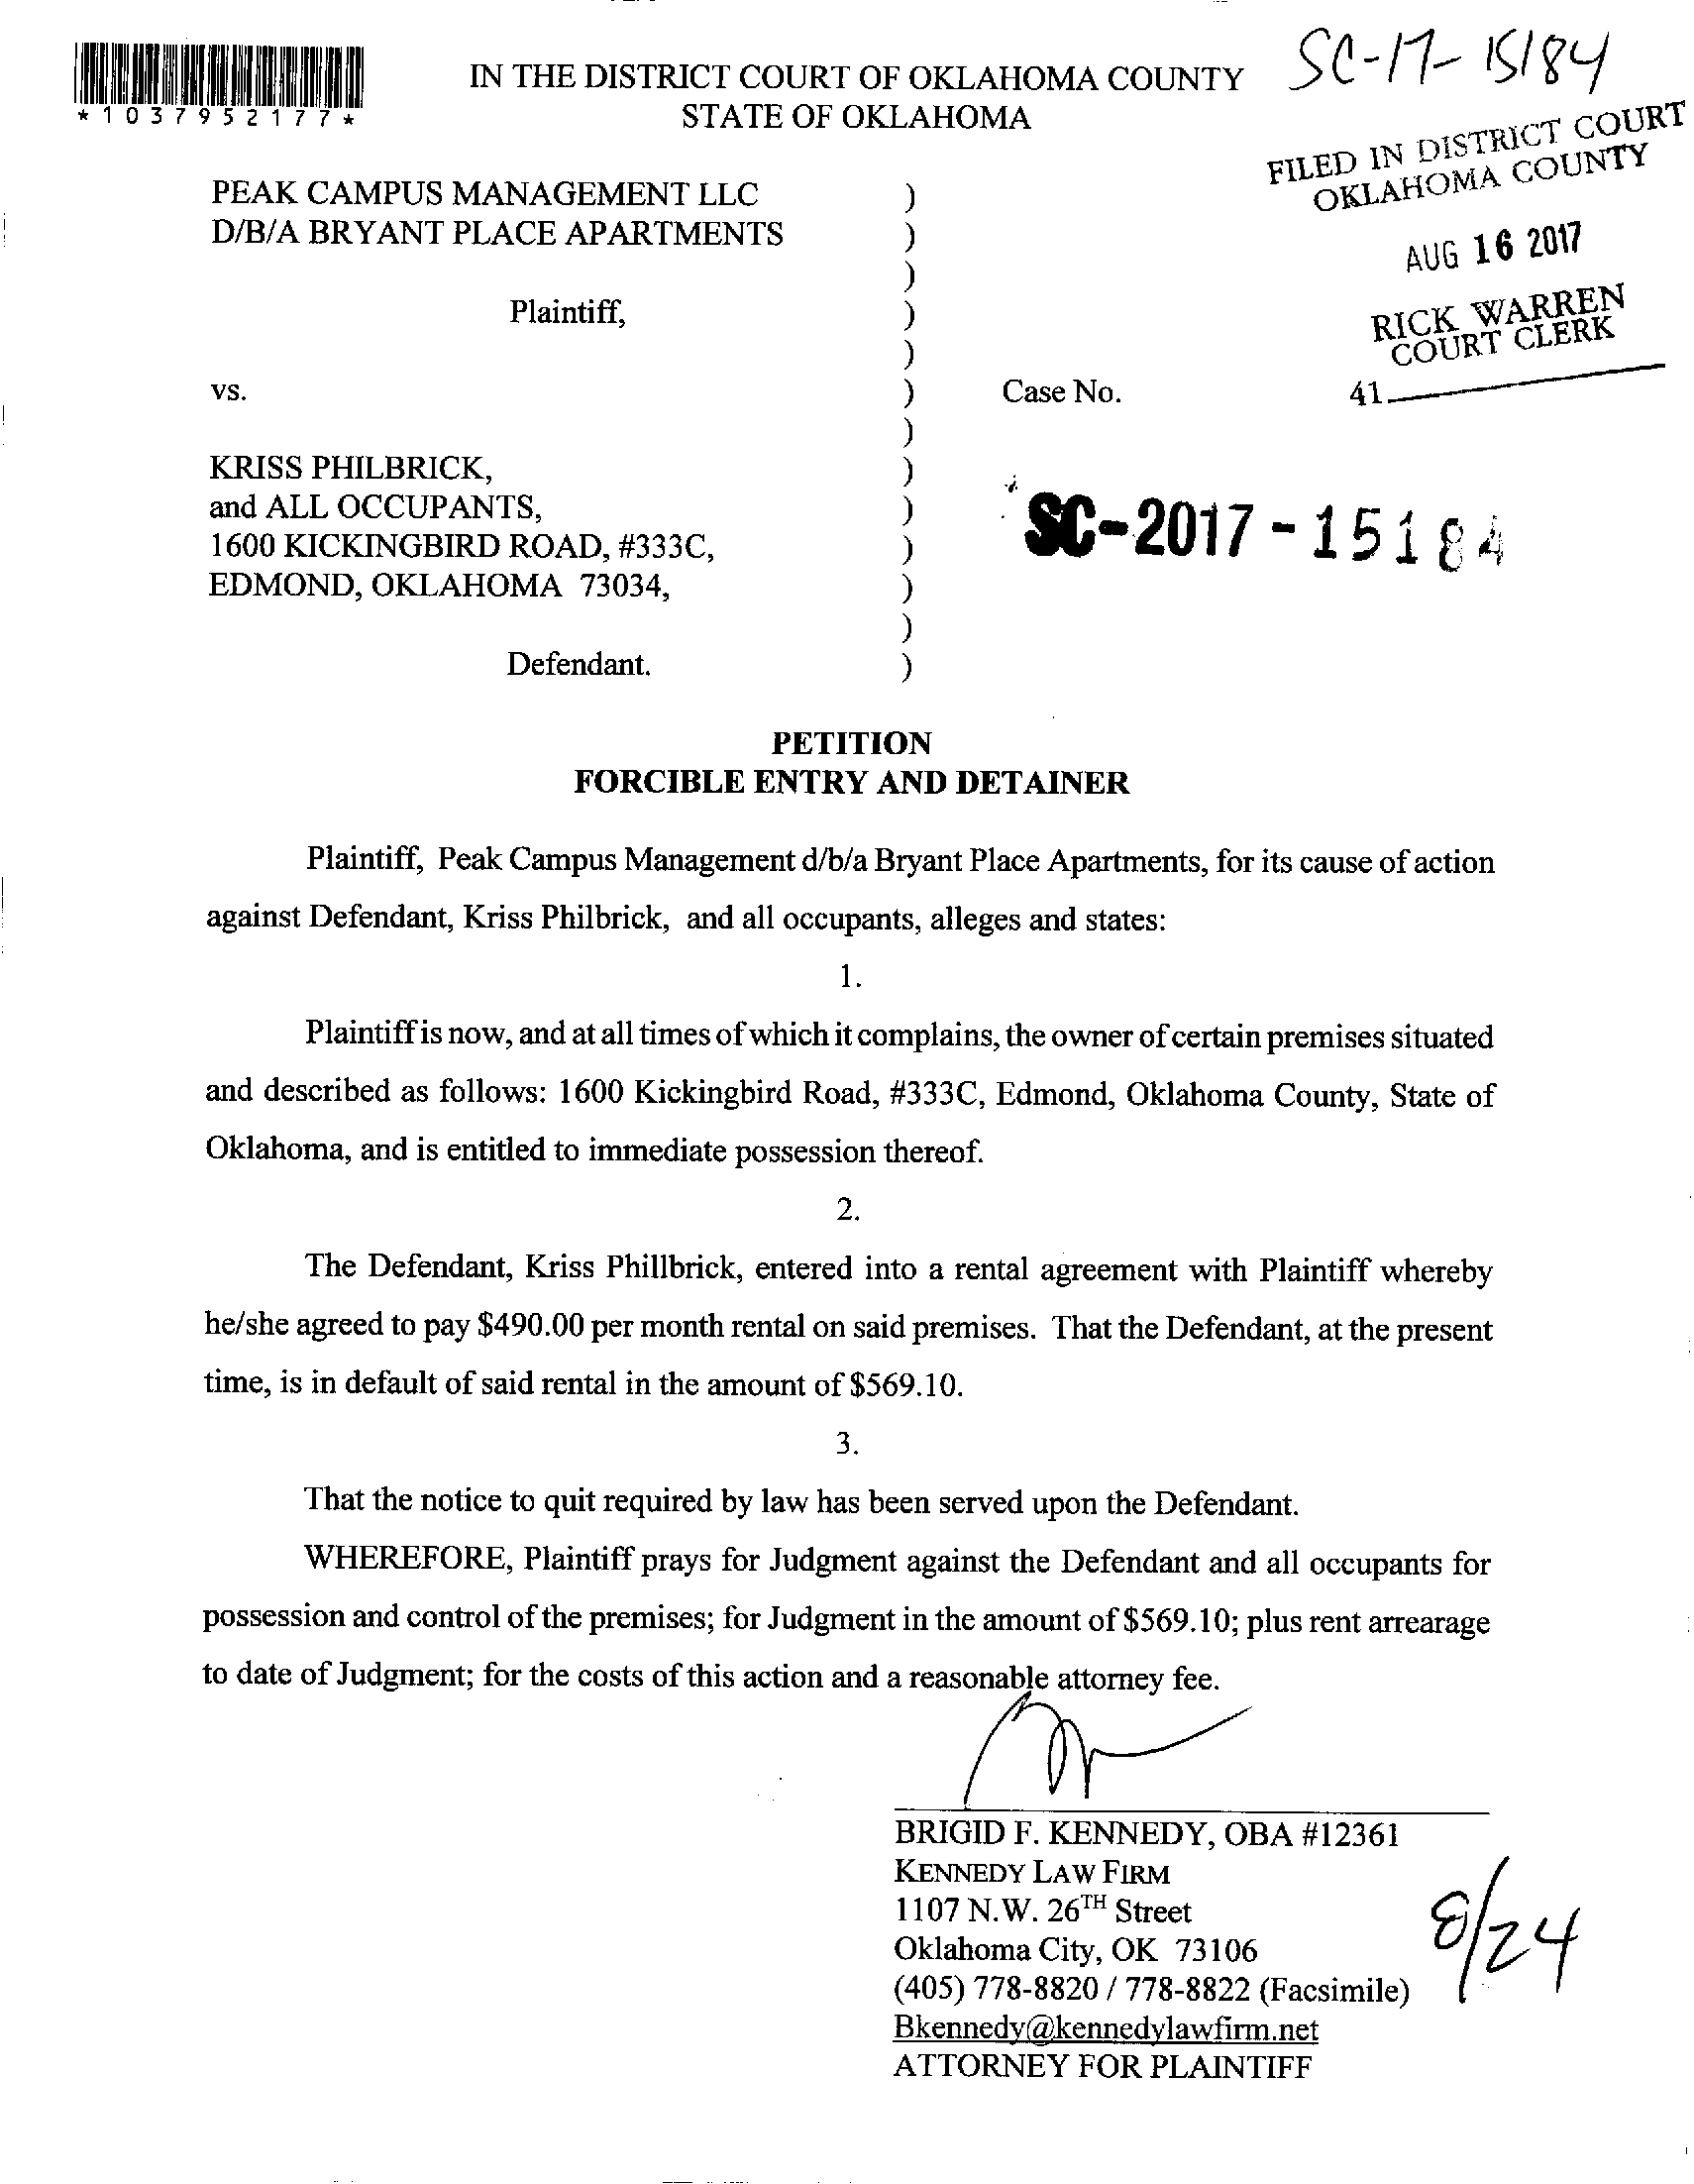 SC-17-15184
*1037952177*
IN THE DISTRICT COURT OF OKLAHOMA COUNTY
STATE OF OKLAHOMA
FILED IN DISTRICT COURT
OKLAHOMA COUNTY
AUG 16 2017
RICK WARREN
COURT CLERK
41
PEAK CAMPUS MANAGEMENT LLC )
D/B/A BRYANT PLACE APARTMENTS )
)
Plaintiff, )
)
vs. ) Case No.
)
KRISS PHILBRICK, )
and ALL OCCUPANTS, )
1600 KICKINGBIRD ROAD, #333C, )
EDMOND, OKLAHOMA 73034, )
)
Defendant. )
SC-2017-15184
PETITION
FORCIBLE ENTRY AND DETAINER
Plaintiff, Peak Campus Management d/b/a Bryant Place Apartments, for its cause of action
against Defendant, Kriss Philbrick, and all occupants, alleges and states:
1.
Plaintiff is now, and at all times of which it complains, the owner of certain premises situated
and described as follows: 1600 Kickingbird Road, #333C, Edmond, Oklahoma County, State of
Oklahoma, and is entitled to immediate possession thereof.
2.
The Defendant, Kriss Phillbrick, entered into a rental agreement with Plaintiff whereby
he/she agreed to pay $490.00 per month rental on said premises. That the Defendant, at the present
time, is in default of said rental in the amount of $569.10.
3.
That the notice to quit required by law has been served upon the Defendant.
WHEREFORE, Plaintiff prays for Judgment against the Defendant and all occupants for
possession and control of the premises; for Judgment in the amount of $569.10; plus rent arrearage
to date of Judgment; for the costs of this action and a reasonable attorney fee.
BRIGID F. KENNEDY, OBA #12361
KENNEDY LAW FIRM
1107 N.W. 26TH Street
Oklahoma City, OK 73106
(405) 778-8820 / 778-8822 (Facsimile)
Bkennedy@kennedylawfirm.net
ATTORNEY FOR PLAINTIFF
8/24